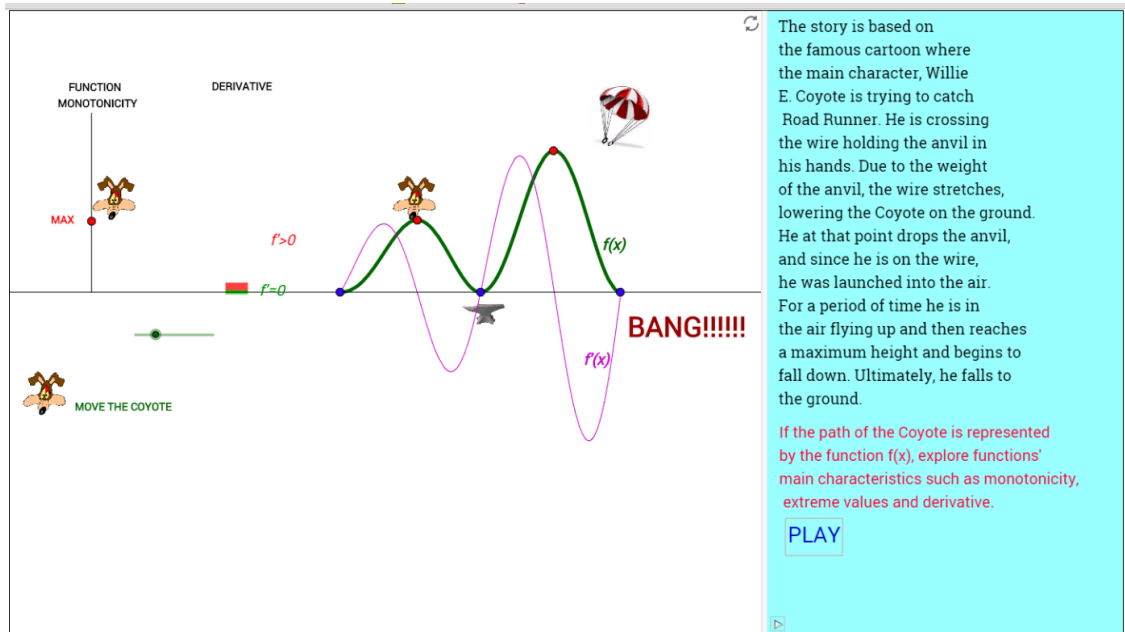 FUNCTION
MONOTONICITY
DERIVATIVE
MAX
f'>0
f'=0
f(x)
f'(x)
BANG!!!!!!
MOVE THE COYOTE
The story is based on
the famous cartoon where
the main character, Willie
E. Coyote is trying to catch
Road Runner. He is crossing
the wire holding the anvil in
his hands. Due to the weight
of the anvil, the wire stretches,
lowering the Coyote on the ground.
He at that point drops the anvil,
and since he is on the wire,
he was launched into the air.
For a period of time he is in
the air flying up and then reaches
a maximum height and begins to
fall down. Ultimately, he falls to
the ground.
If the path of the Coyote is represented
by the function f(x), explore functions'
main characteristics such as monotonicity,
extreme values and derivative.
PLAY